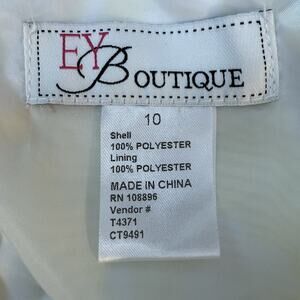 EY
BOUTIQUE
10
Shell
100% POLYESTER
Lining
100% POLYESTER
MADE IN CHINA
RN 108896
Vendor #
T4371
CT9491